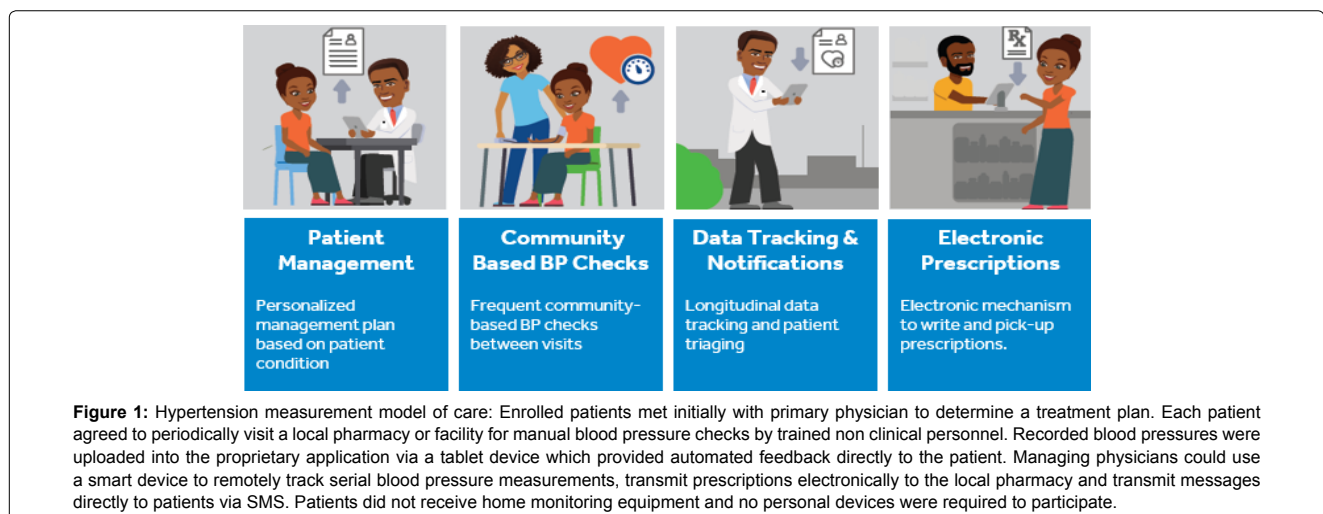 Rx
Patient
Management
Personalized
management plan
based on patient
condition
Community
Based BP Checks
Frequent community-
based BP checks
between visits
Data Tracking &
Notifications
Longitudinal data
tracking and patient
triaging
Electronic
Prescriptions
Electronic mechanism
to write and pick-up
prescriptions.
Figure 1: Hypertension measurement model of care: Enrolled patients met initially with primary physician to determine a treatment plan. Each patient
agreed to periodically visit a local pharmacy or facility for manual blood pressure checks by trained non clinical personnel. Recorded blood pressures were
uploaded into the proprietary application via a tablet device which provided automated feedback directly to the patient. Managing physicians could use
a smart device to remotely track serial blood pressure measurements, transmit prescriptions electronically to the local pharmacy and transmit messages
directly to patients via SMS. Patients did not receive home monitoring equipment and no personal devices were required to participate.